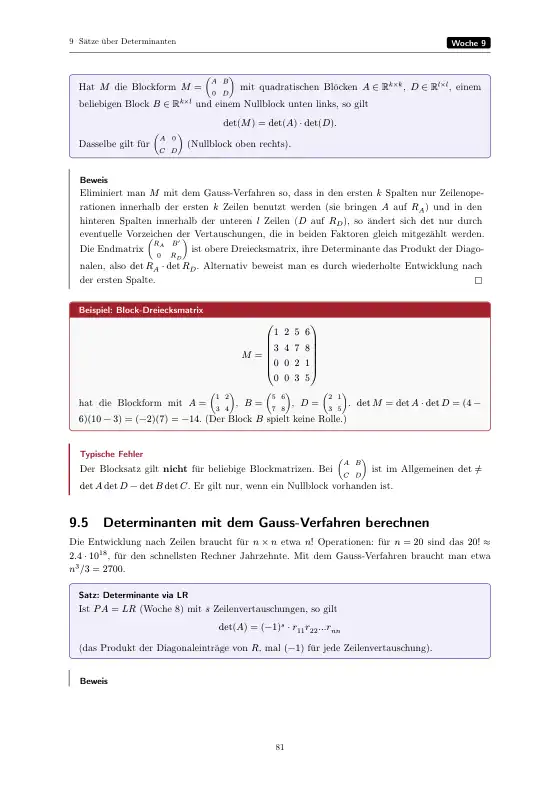 9 Sätze über Determinanten
Woche 9
Hat M die Blockform M = (A B; 0 D) mit quadratischen Blöcken A ∈ ℝ^{k×k}, D ∈ ℝ^{l×l}, einem
beliebigen Block B ∈ ℝ^{k×l} und einem Nullblock unten links, so gilt
det(M) = det(A) · det(D).
Dasselbe gilt für (A 0; C D) (Nullblock oben rechts).
Beweis
Eliminiert man M mit dem Gauss-Verfahren so, dass in den ersten k Spalten nur Zeilenope-
rationen innerhalb der ersten k Zeilen benutzt werden (sie bringen A auf R_A) und in den
hinteren Spalten innerhalb der unteren l Zeilen (D auf R_D), so ändert sich det nur durch
eventuelle Vorzeichen der Vertauschungen, die in beiden Faktoren gleich mitgezählt werden.
Die Endmatrix (R_A B′; 0 R_D) ist obere Dreiecksmatrix, ihre Determinante das Produkt der Diago-
nalen, also det R_A · det R_D. Alternativ beweist man es durch wiederholte Entwicklung nach
der ersten Spalte. □
Beispiel: Block-Dreiecksmatrix
M = (1 2 5 6
3 4 7 8
0 0 2 1
0 0 3 5)
hat die Blockform mit A = (1 2; 3 4), B = (5 6; 7 8), D = (2 1; 3 5). det M = det A · det D = (4 −
6)(10 − 3) = (−2)(7) = −14. (Der Block B spielt keine Rolle.)
Typische Fehler
Der Blocksatz gilt nicht für beliebige Blockmatrizen. Bei (A B; C D) ist im Allgemeinen det ≠
det A det D − det B det C. Er gilt nur, wenn ein Nullblock vorhanden ist.
9.5 Determinanten mit dem Gauss-Verfahren berechnen
Die Entwicklung nach Zeilen braucht für n × n etwa n! Operationen: für n = 20 sind das 20! ≈
2.4 · 10^{18}, für den schnellsten Rechner Jahrzehnte. Mit dem Gauss-Verfahren braucht man etwa
n³/3 = 2700.
Satz: Determinante via LR
Ist PA = LR (Woche 8) mit s Zeilenvertauschungen, so gilt
det(A) = (−1)^s · r_{11}r_{22}...r_{nn}
(das Produkt der Diagonaleinträge von R, mal (−1) für jede Zeilenvertauschung).
Beweis
81